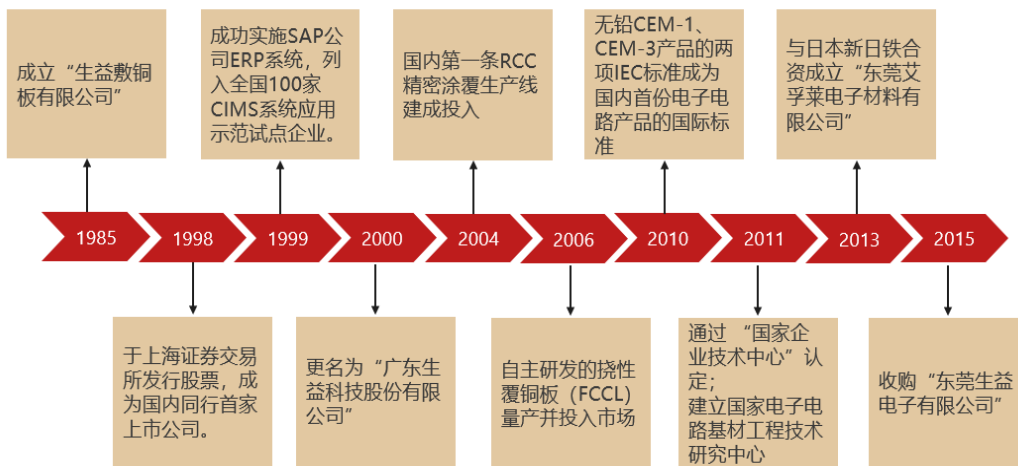 成立“生益敷铜
板有限公司”
成功实施SAP公
司ERP系统，列
入全国100家
CIMS系统应用
示范试点企业。
国内第一条RCC
精密涂覆生产线
建成投入
无铅CEM-1、
CEM-3产品的两
项IEC标准成为
国内首份电子电
路产品的国际标
准
与日本新日铁合
资成立“东莞艾
孚莱电子材料有
限公司”
1985
1998
1999
2000
2004
2006
2010
2011
2013
2015
于上海证券交易
所发行股票，成
为国内同行首家
上市公司。
更名为“广东生
益科技股份有限
公司”
自主研发的挠性
覆铜板（FCCL）
量产并投入市场
通过 “国家企
业技术中心”认
定；
建立国家电子电
路基材工程技术
研究中心
收购“东莞生益
电子有限公司”